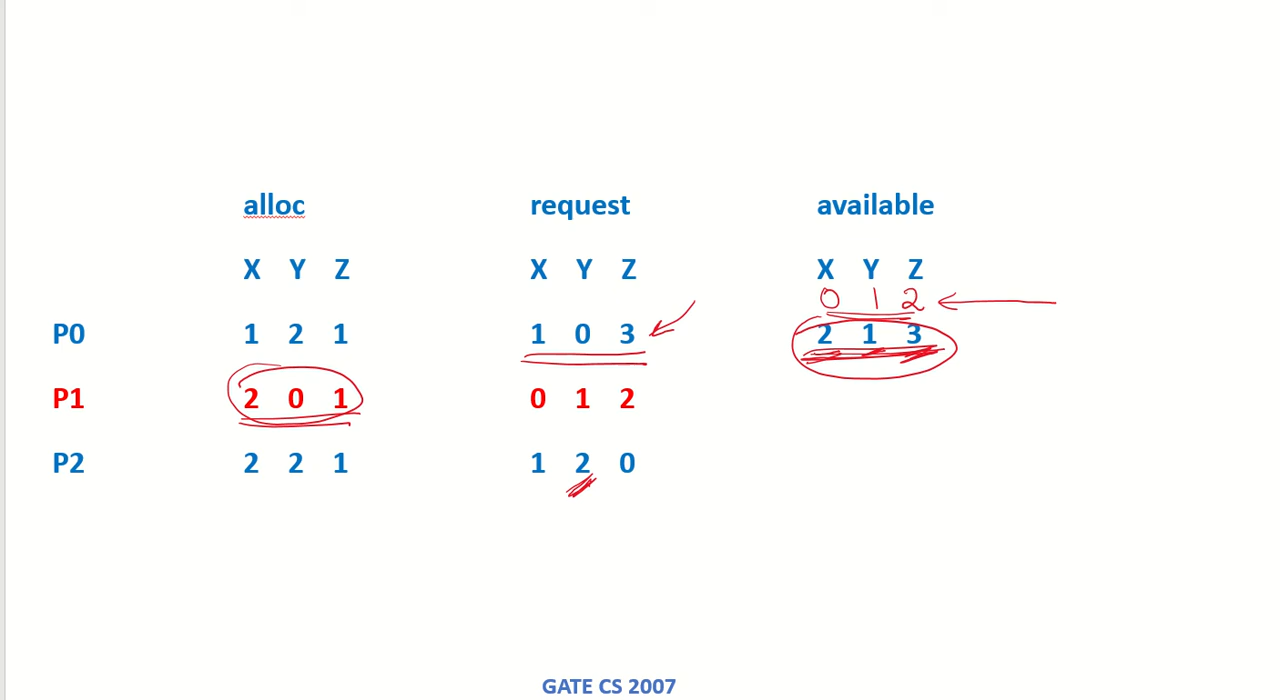 alloc request available
X Y Z X Y Z X Y Z
0 1 2
P0 1 2 1 1 0 3 2 1 3
P1 2 0 1 0 1 2
P2 2 2 1 1 2 0
GATE CS 2007